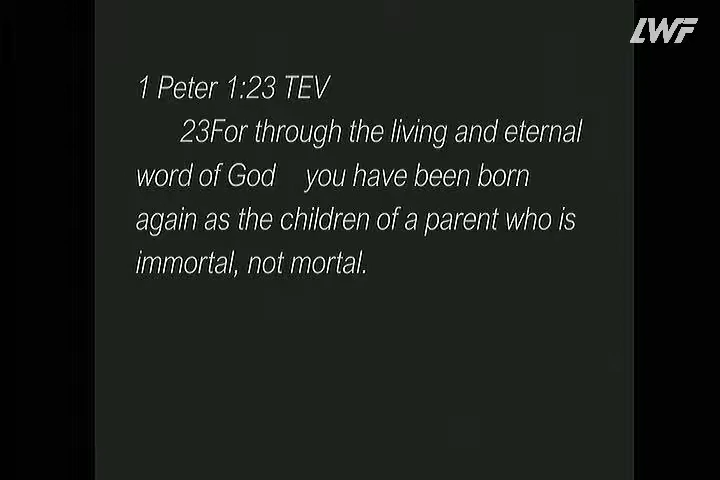 LWF
1 Peter 1:23 TEV
23For through the living and eternal
word of God you have been born
again as the children of a parent who is
immortal, not mortal.